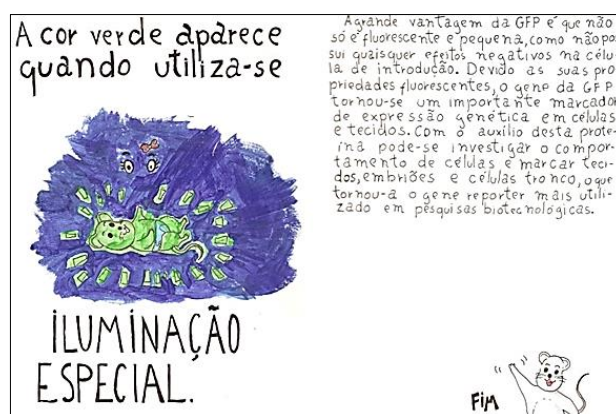 A cor verde aparece
quando utiliza-se
ILUMINAÇÃO
ESPECIAL.
A grande vantagem da GFP é que não
só é fluorescente e pequena, como não pos
sui quaisquer efeitos negativos na célu-
la de introdução. Devido as suas pro
priedades fluorescentes, o gene da GFP
tornou-se um importante marcador
de expressão genética em células
e tecidos. Com o auxilio desta prote-
ína pode-se investigar o compor-
tamento de células e marcar teci-
dos, embriões e células tronco, o que
tornou-a o gene reporter mais utili-
zado em pesquisas biotecnológicas.
FIM